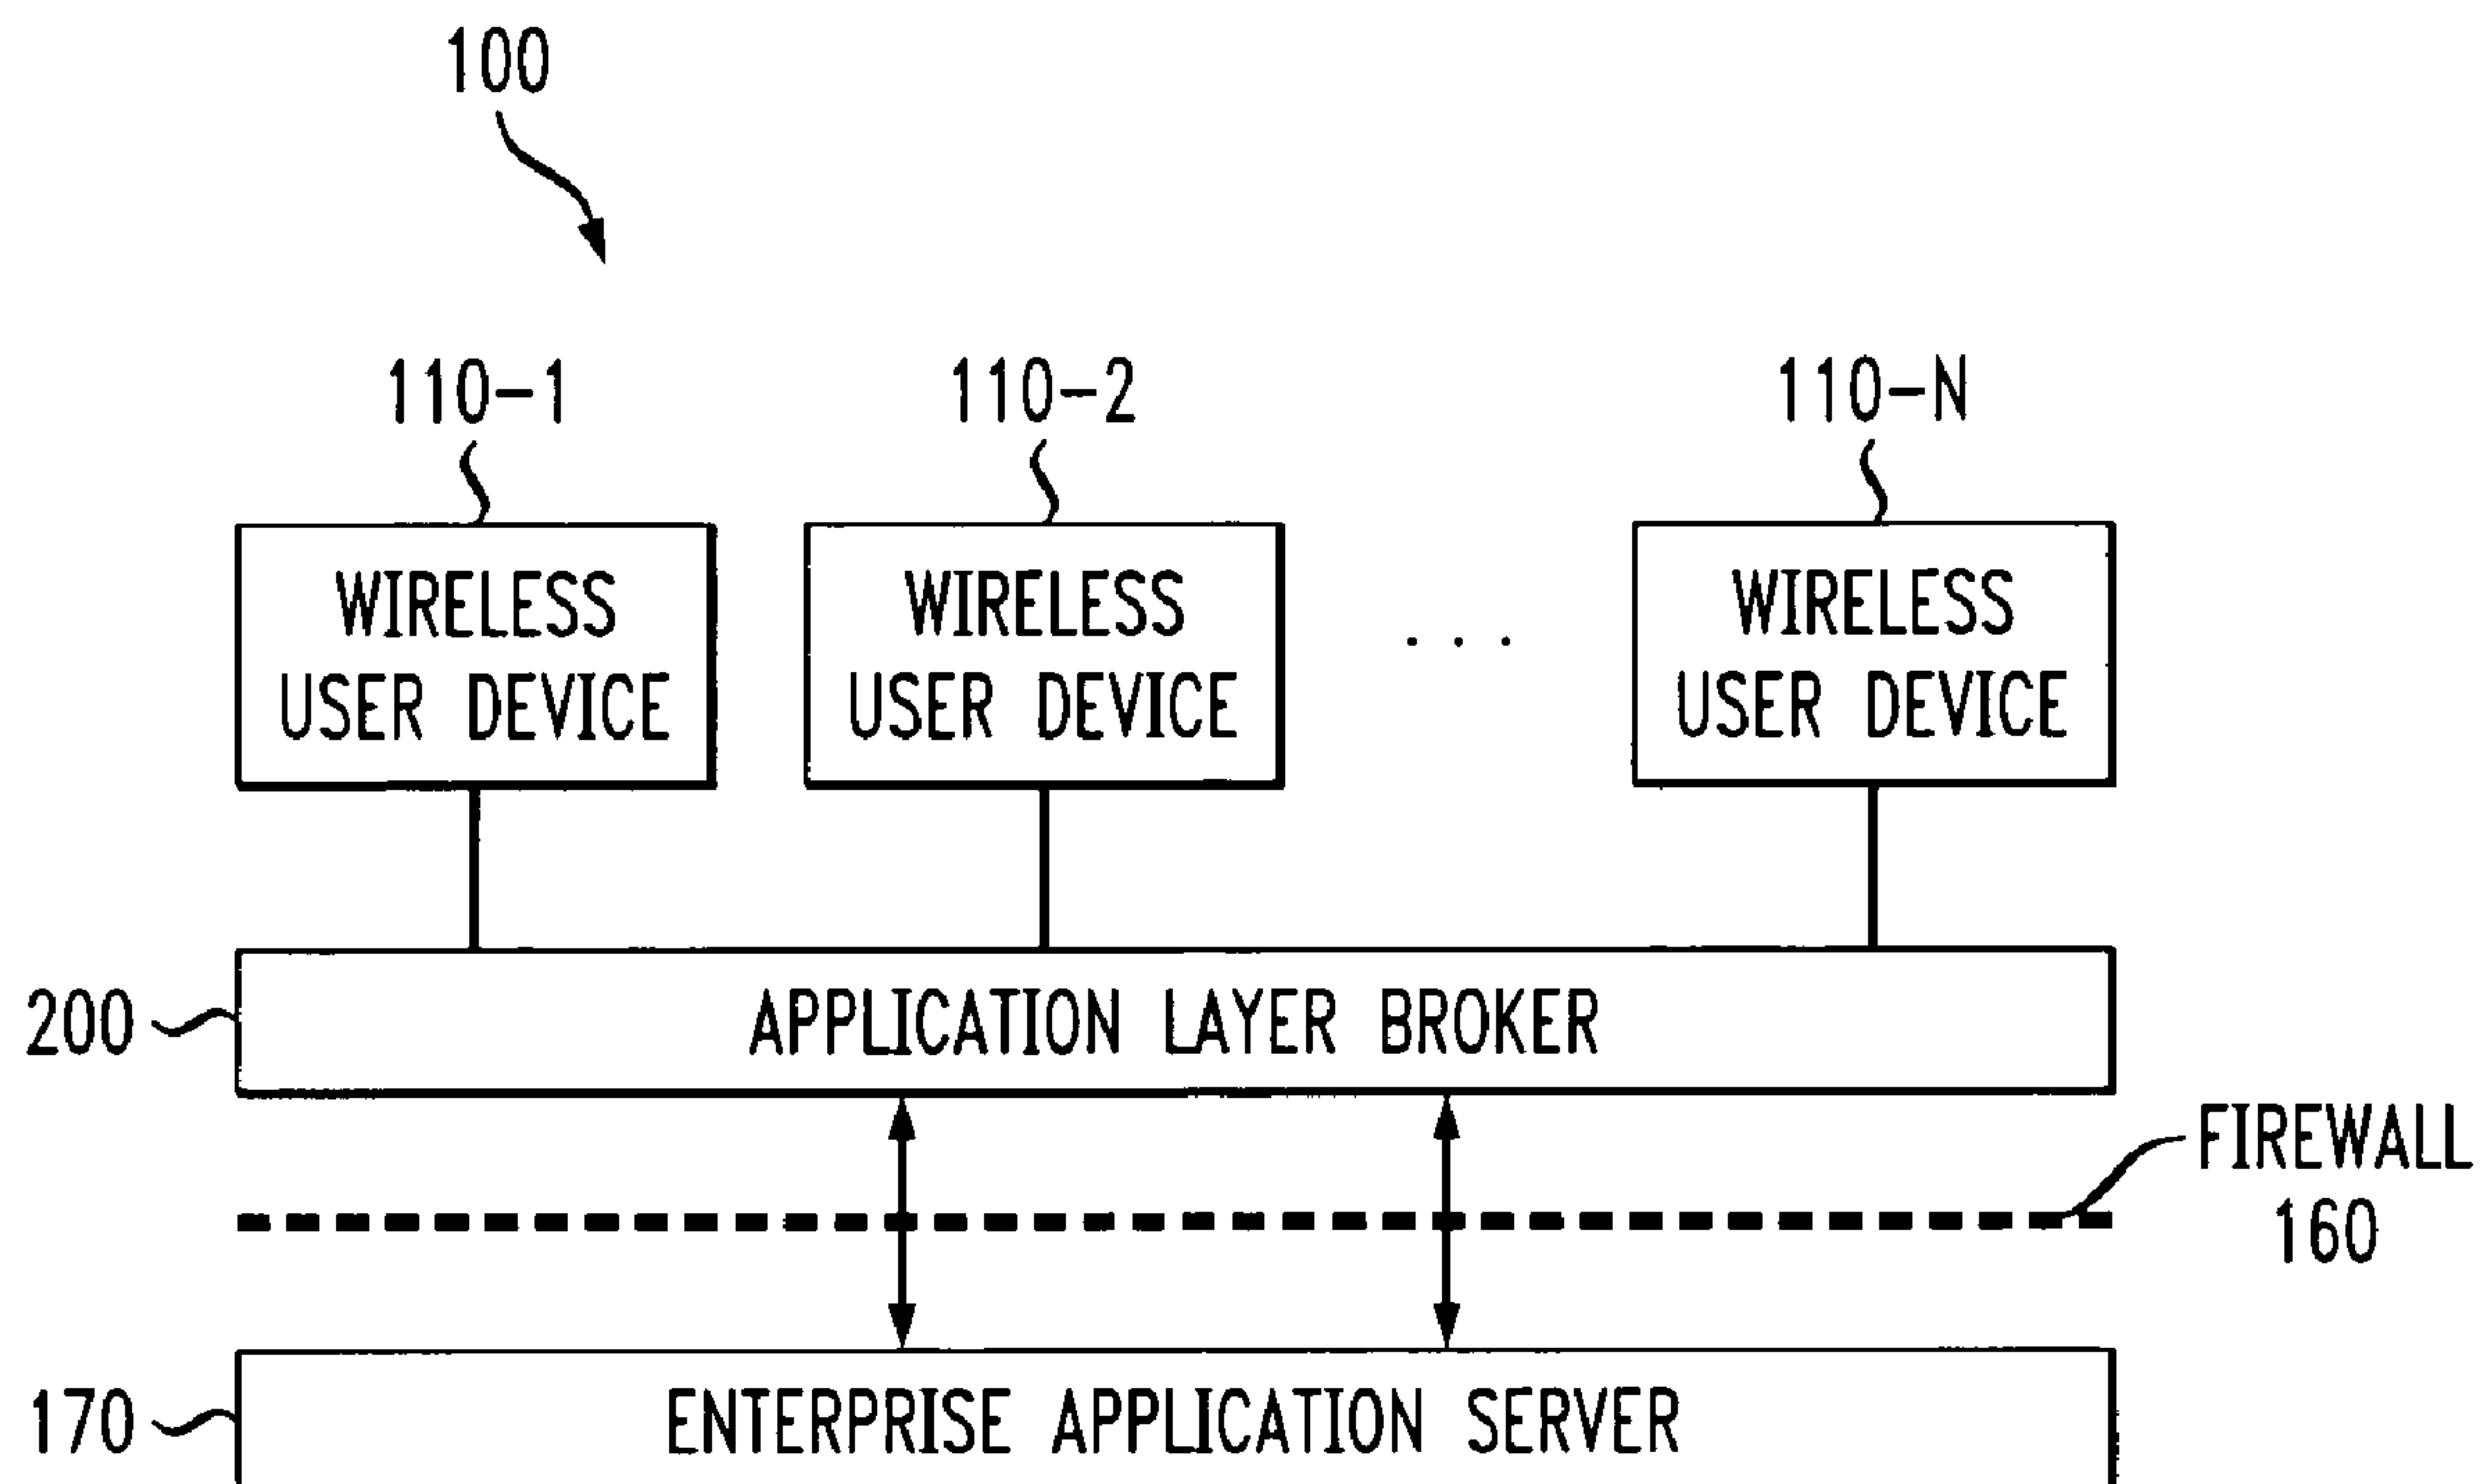 100
110-1
110-2
110-N
WIRELESS
USER DEVICE
WIRELESS
USER DEVICE
. . .
WIRELESS
USER DEVICE
200
APPLICATION LAYER BROKER
FIREWALL
160
170
ENTERPRISE APPLICATION SERVER